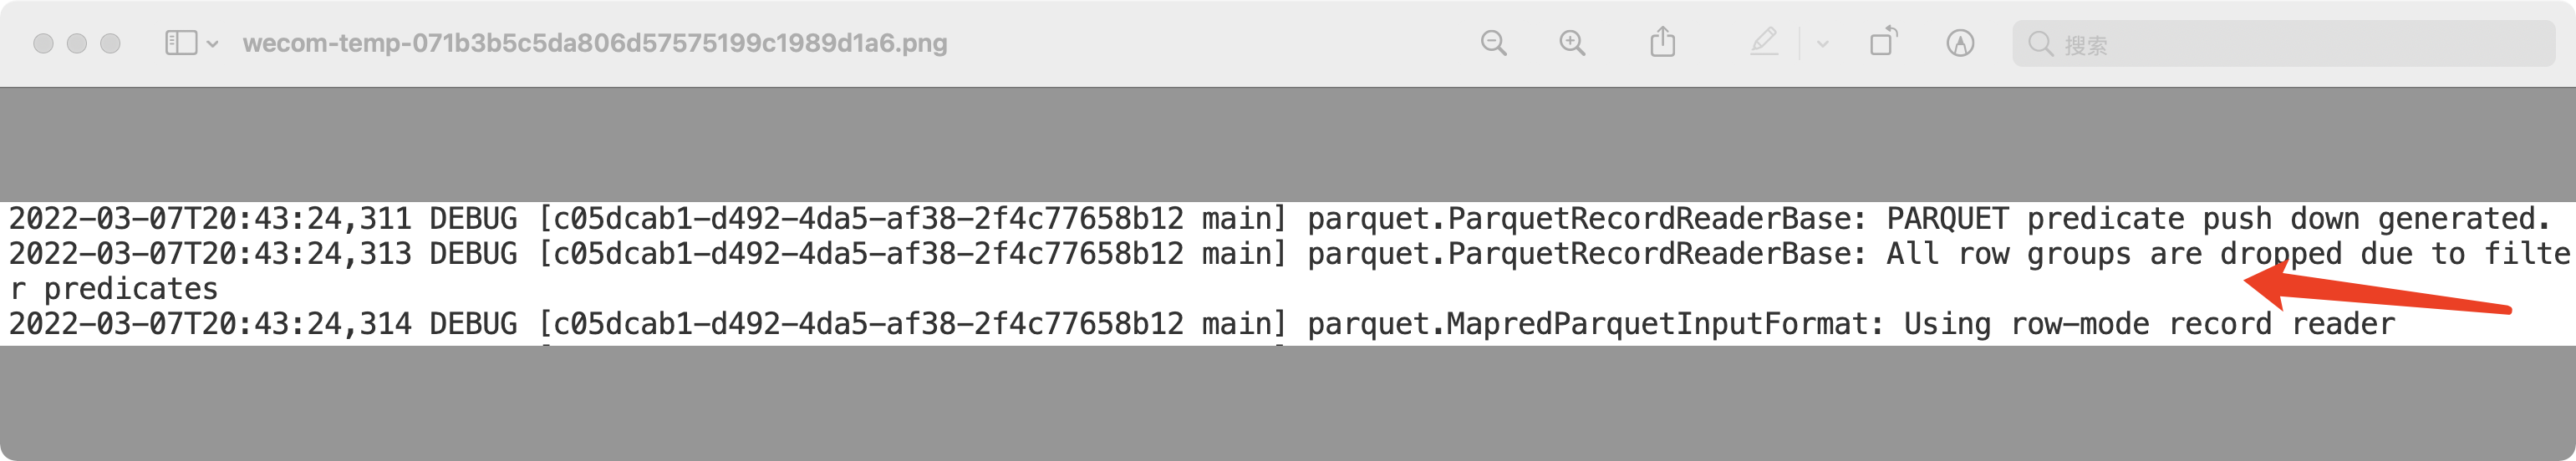 wecom-temp-071b3b5c5da806d57575199c1989d1a6.png
搜索
2022-03-07T20:43:24,311 DEBUG [c05dcab1-d492-4da5-af38-2f4c77658b12 main] parquet.ParquetRecordReaderBase: PARQUET predicate push down generated.
2022-03-07T20:43:24,313 DEBUG [c05dcab1-d492-4da5-af38-2f4c77658b12 main] parquet.ParquetRecordReaderBase: All row groups are dropped due to filte
r predicates
2022-03-07T20:43:24,314 DEBUG [c05dcab1-d492-4da5-af38-2f4c77658b12 main] parquet.MapredParquetInputFormat: Using row-mode record reader